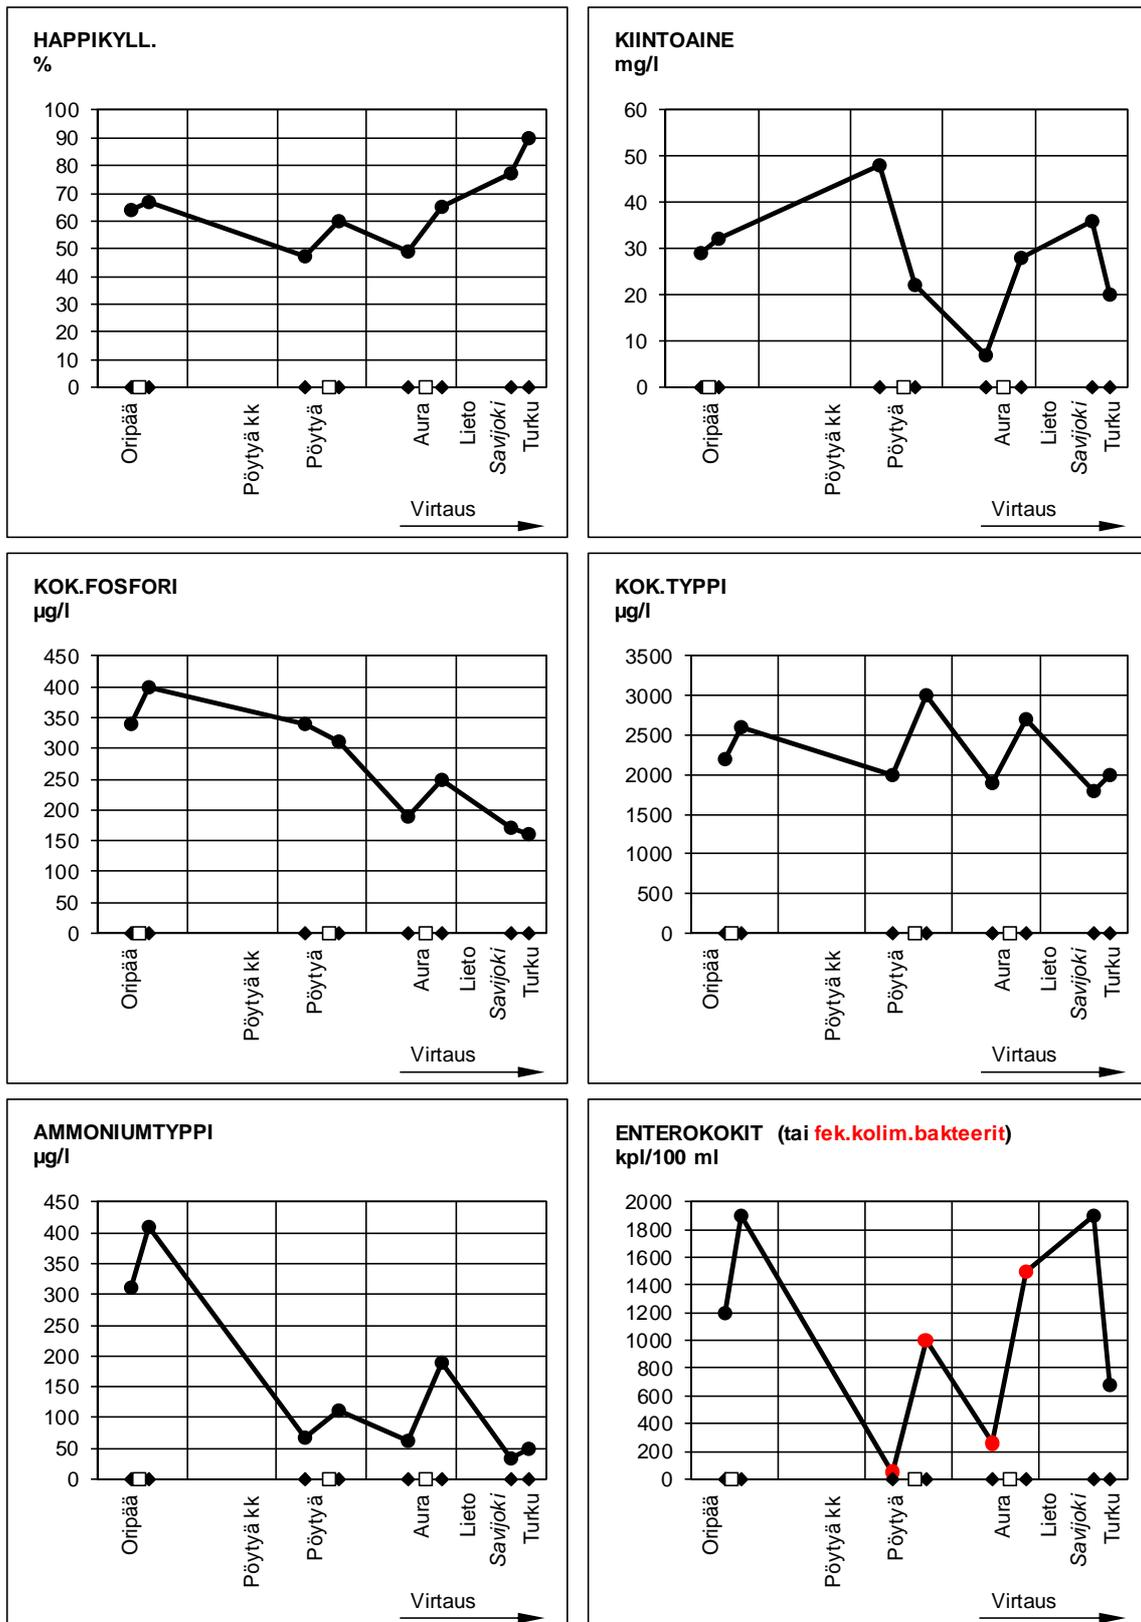 HAPPIKYLL.
%
100
90
80
70
60
50
40
30
20
10
0
Oripää
Pöytyä kk
Pöytyä
Aura
Lieto
Savijoki
Turku
Virtaus
KIINTOAINE
mg/l
60
50
40
30
20
10
0
Oripää
Pöytyä kk
Pöytyä
Aura
Lieto
Savijoki
Turku
Virtaus
KOK.FOSFORI
µg/l
450
400
350
300
250
200
150
100
50
0
Oripää
Pöytyä kk
Pöytyä
Aura
Lieto
Savijoki
Turku
Virtaus
KOK.TYPPI
µg/l
3500
3000
2500
2000
1500
1000
500
0
Oripää
Pöytyä kk
Pöytyä
Aura
Lieto
Savijoki
Turku
Virtaus
AMMONIUMTYPPI
µg/l
450
400
350
300
250
200
150
100
50
0
Oripää
Pöytyä kk
Pöytyä
Aura
Lieto
Savijoki
Turku
Virtaus
ENTEROKOKIT (tai fek.kolim.bakteerit)
kpl/100 ml
2000
1800
1600
1400
1200
1000
800
600
400
200
0
Oripää
Pöytyä kk
Pöytyä
Aura
Lieto
Savijoki
Turku
Virtaus